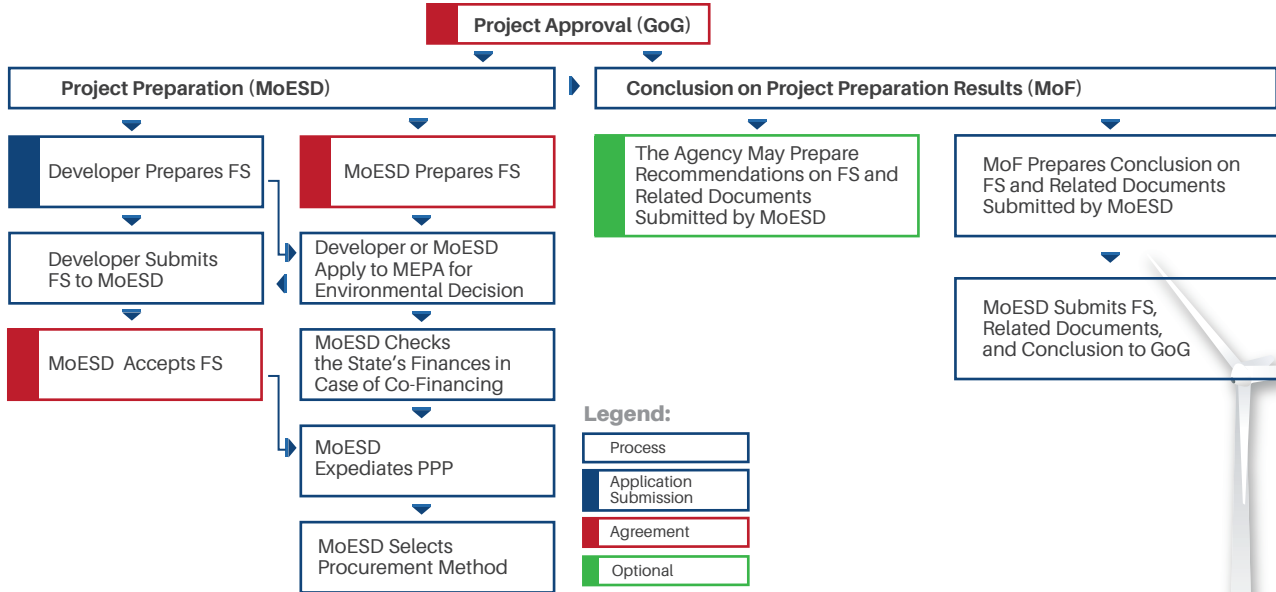 Project Approval (GoG)
Project Preparation (MoESD)
Conclusion on Project Preparation Results (MoF)
Developer Prepares FS
MoESD Prepares FS
The Agency May Prepare
Recommendations on FS and
Related Documents
Submitted by MoESD
MoF Prepares Conclusion on
FS and Related Documents
Submitted by MoESD
Developer Submits
FS to MoESD
Developer or MoESD
Apply to MEPA for
Environmental Decision
MoESD Submits FS,
Related Documents,
and Conclusion to GoG
MoESD Accepts FS
MoESD Checks
the State's Finances in
Case of Co-Financing
MoESD
Expediates PPP
MoESD Selects
Procurement Method
Legend:
Process
Application
Submission
Agreement
Optional